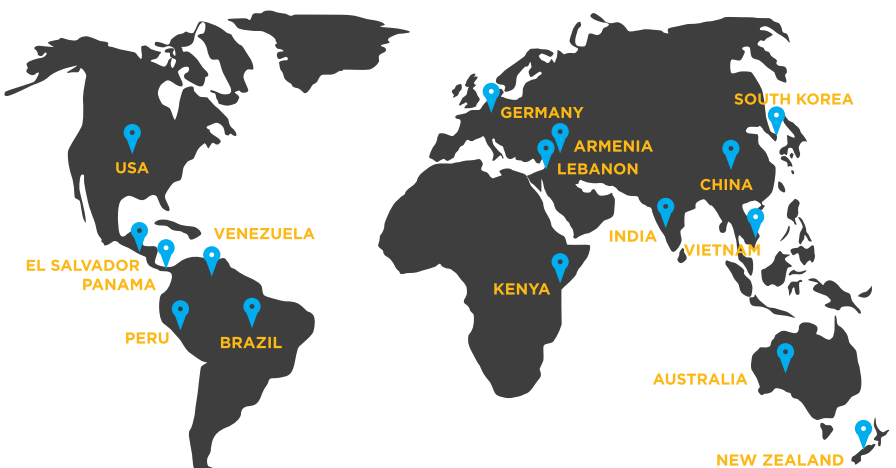 SOUTH KOREA
GERMANY
ARMENIA
USA
LEBANON
CHINA
VENEZUELA
INDIA
VIETNAM
EL SALVADOR
PANAMA
KENYA
PERU
BRAZIL
AUSTRALIA
NEW ZEALAND